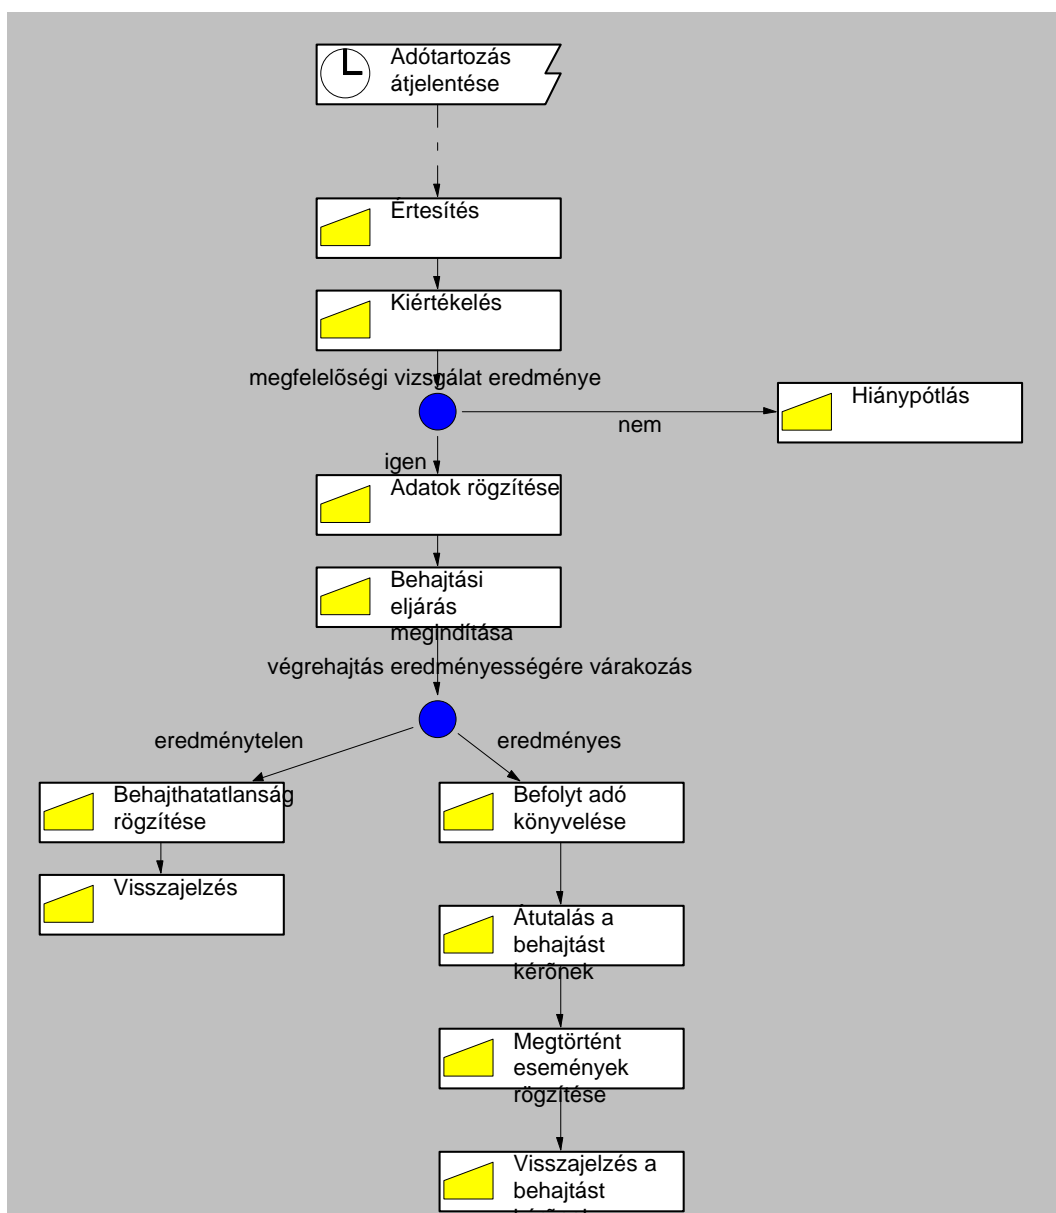 Adótartozás
átjelentése
Értesítés
Kiértékelés
megfelelõségi vizsgálat eredménye
nem
Hiánypótlás
igen
Adatok rögzítése
Behajtási
eljárás
megindítása
végrehajtás eredményességére várakozás
eredménytelen
eredményes
Behajthatatlanság
rögzítése
Visszajelzés
Befolyt adó
könyvelése
Átutalás a
behajtást
kérõnek
Megtörtént
események
rögzítése
Visszajelzés a
behajtást